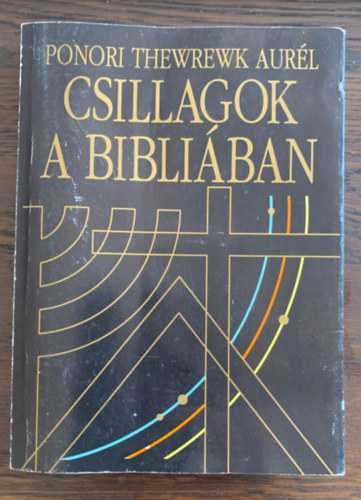 PONORI THEWREWK AURÉL
CSILLAGOK
A BIBLIÁBAN